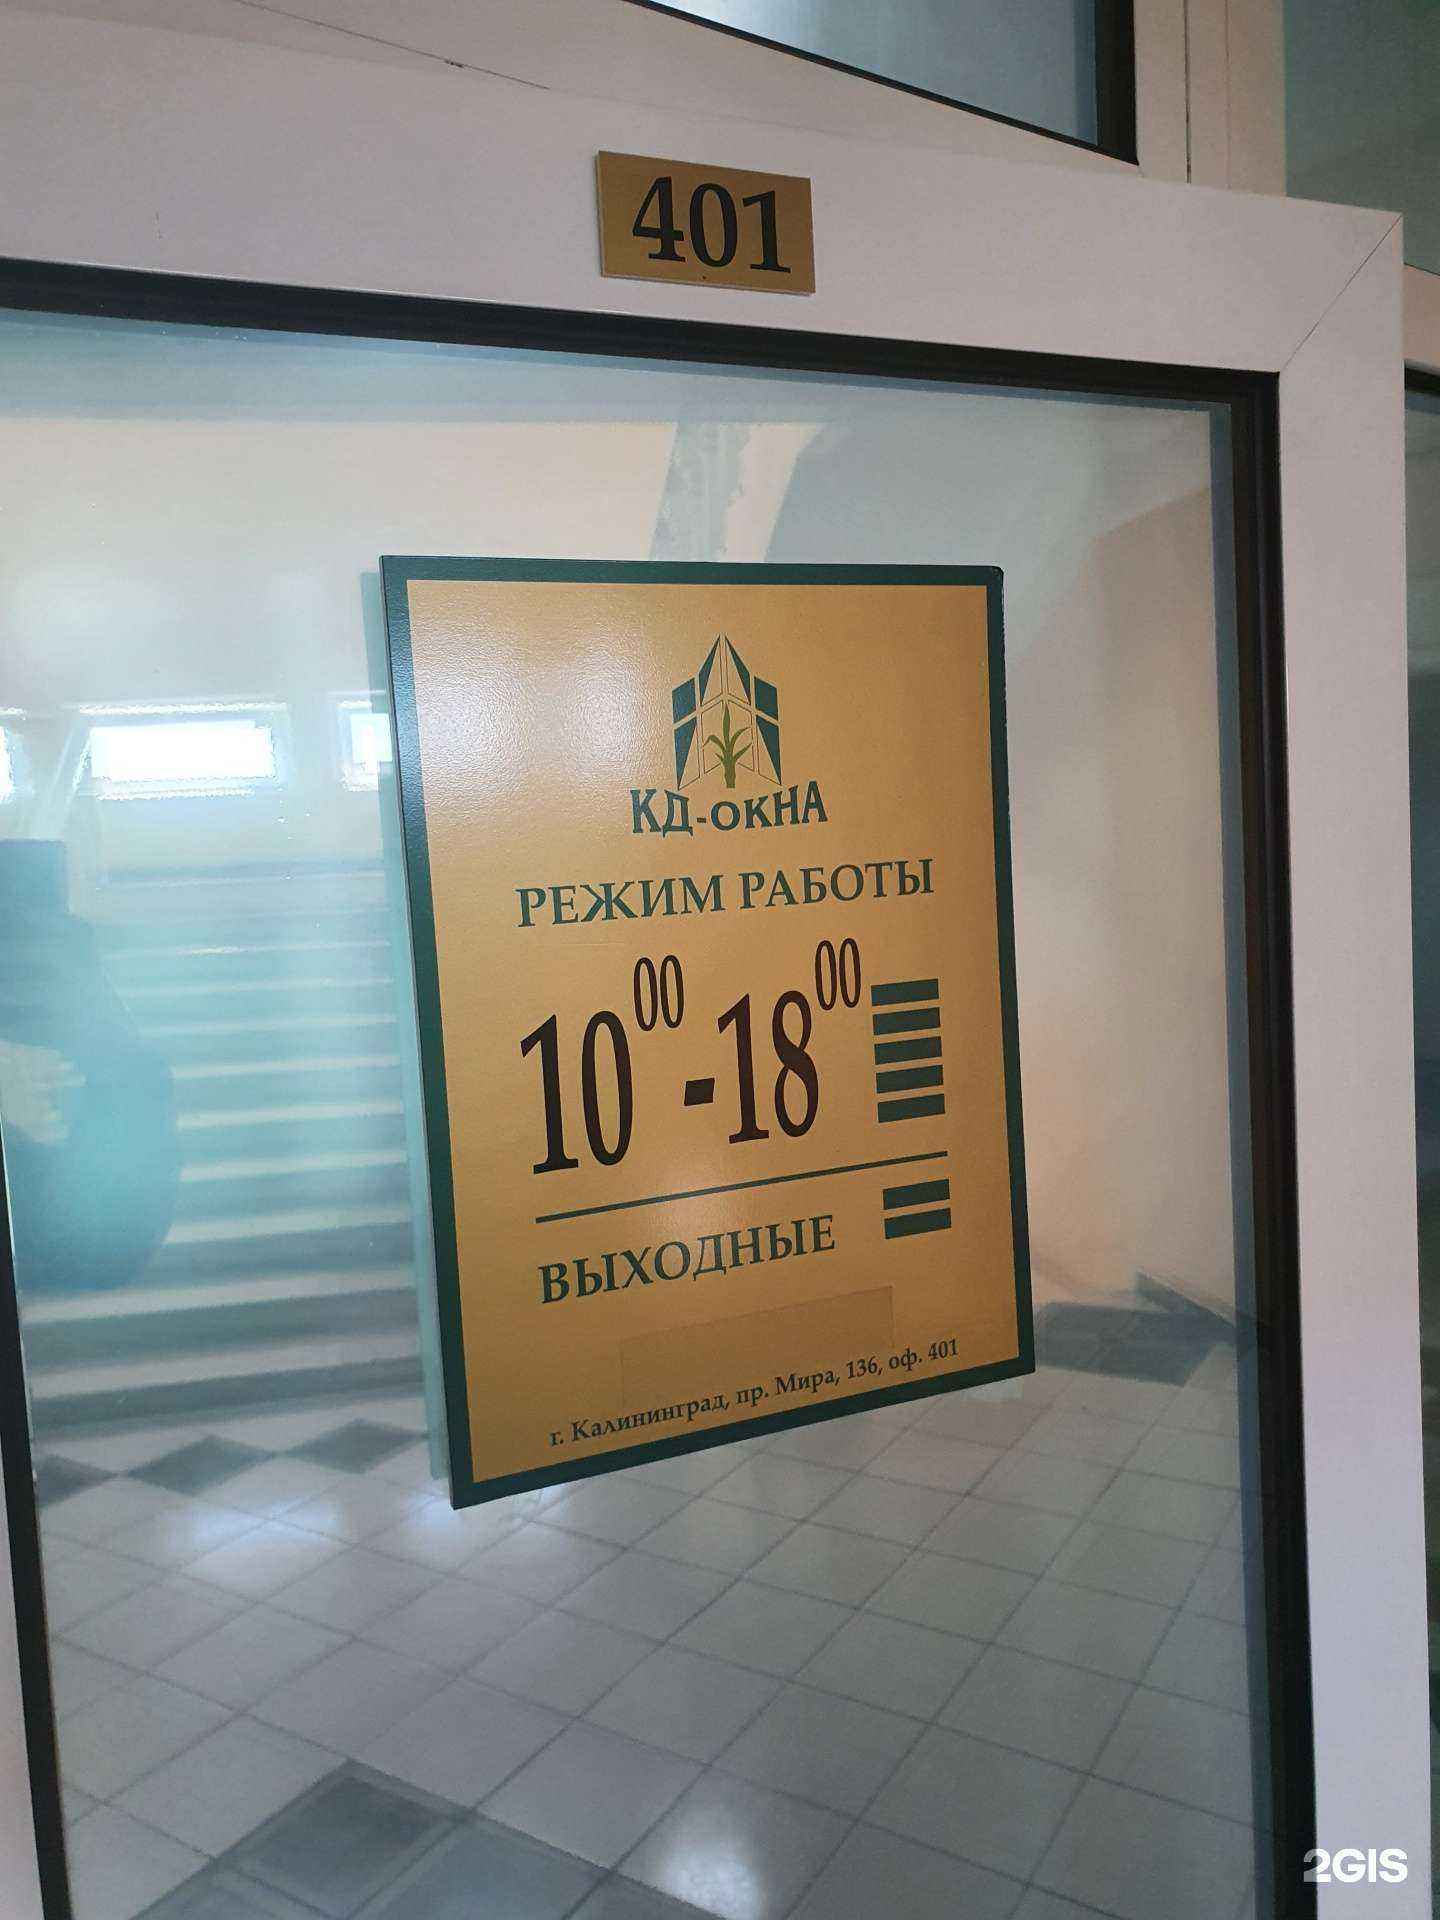 401
КД-ОКНА
РЕЖИМ РАБОТЫ
10⁰⁰-18⁰⁰
ВЫХОДНЫЕ
г. Калининград, пр. Мира, 136, оф. 401
2GIS